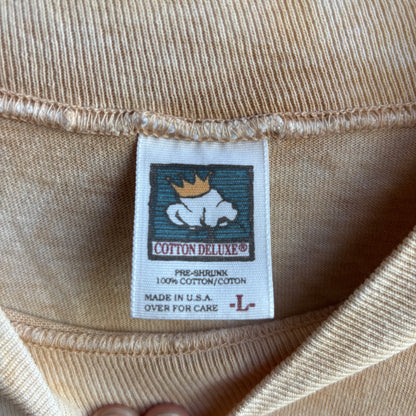 COTTON DELUXE®
PRE-SHRUNK
100% COTTON/COTON
MADE IN U.S.A.
OVER FOR CARE
-L-